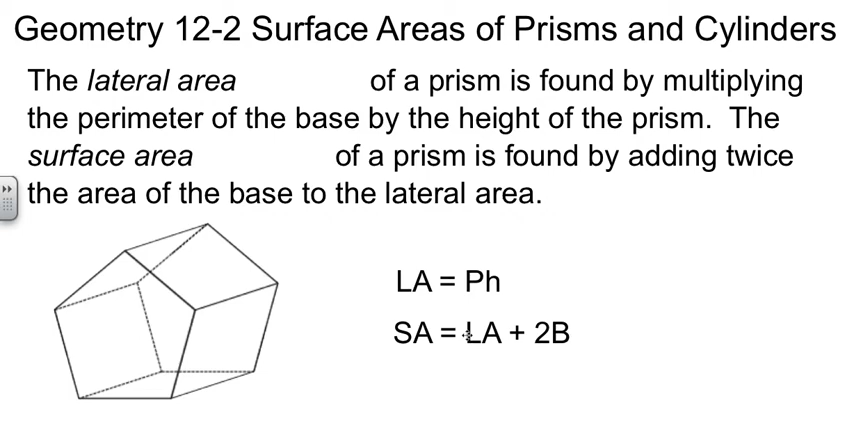 Geometry 12-2 Surface Areas of Prisms and Cylinders
The lateral area of a prism is found by multiplying
the perimeter of the base by the height of the prism. The
surface area of a prism is found by adding twice
the area of the base to the lateral area.
LA = Ph
SA = LA + 2B